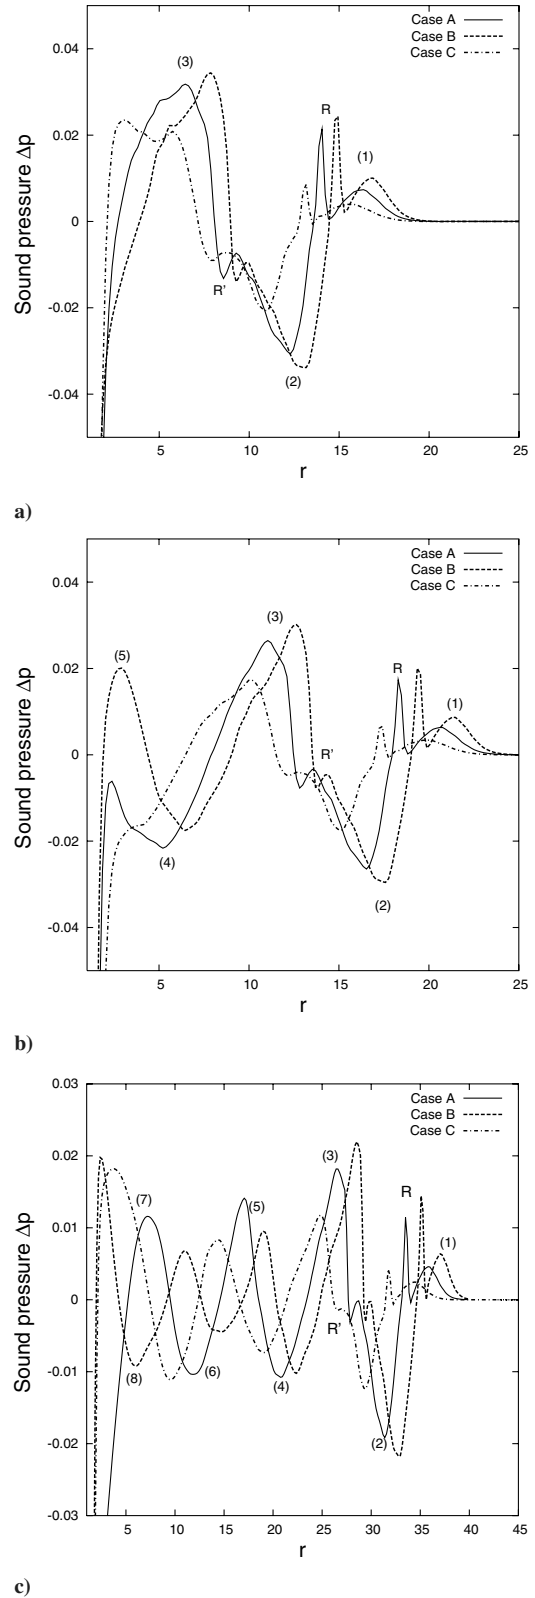 Case A
Case B
Case C
Sound pressure Δp
0.04
0.02
0
-0.02
-0.04
(3)
R
(1)
R'
(2)
5 10 15 20 25
r
a)
Case A
Case B
Case C
Sound pressure Δp
0.04
0.02
0
-0.02
-0.04
(5)
(3)
R
(1)
R'
(4)
(2)
5 10 15 20 25
r
b)
Case A
Case B
Case C
Sound pressure Δp
0.03
0.02
0.01
0
-0.01
-0.02
-0.03
(7)
(5)
(3)
R
(1)
R'
(8)
(6)
(4)
(2)
5 10 15 20 25 30 35 40 45
r
c)